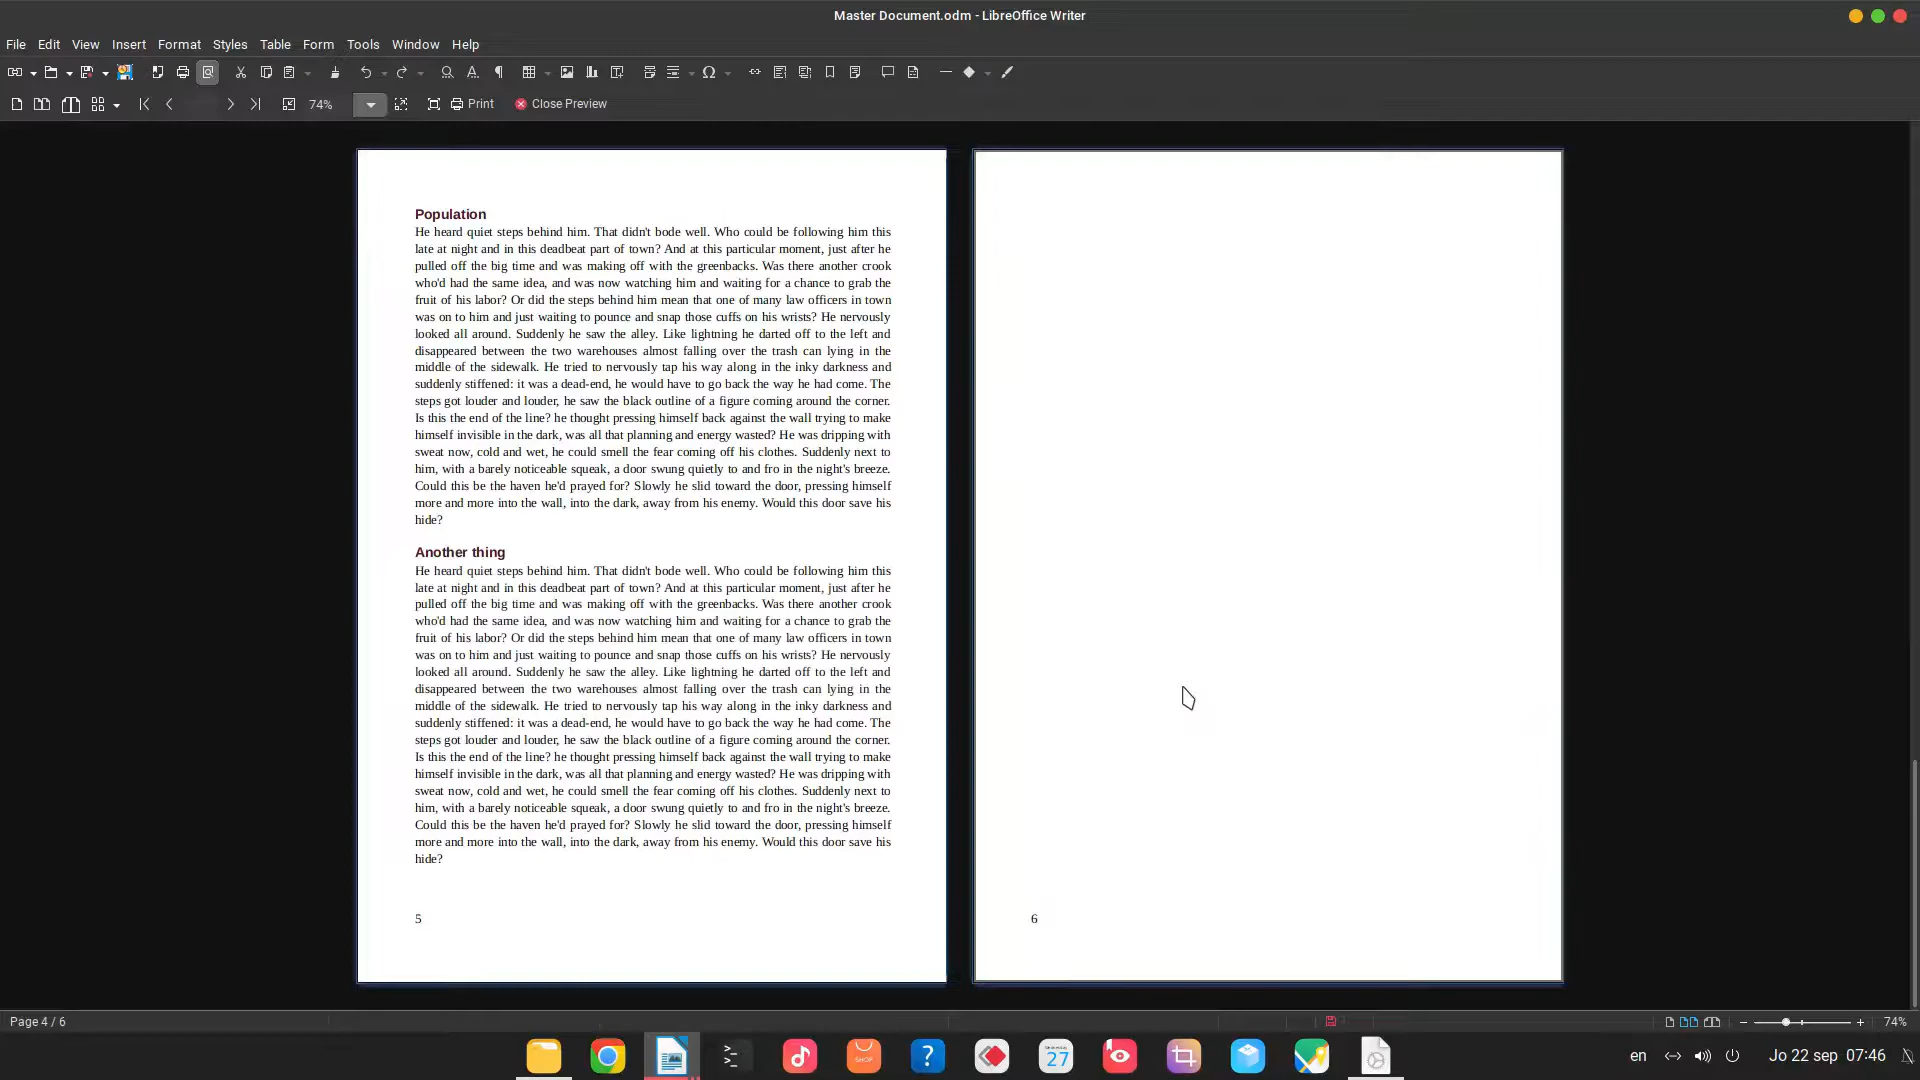 Master Document.odm - LibreOffice Writer
File Edit View Insert Format Styles Table Form Tools Window Help
74% Print Close Preview
Population
He heard quiet steps behind him. That didn't bode well. Who could be following him this
late at night and in this deadbeat part of town? And at this particular moment, just after he
pulled off the big time and was making off with the greenbacks. Was there another crook
who'd had the same idea, and was now watching him and waiting for a chance to grab the
fruit of his labor? Or did the steps behind him mean that one of many law officers in town
was on to him and just waiting to pounce and snap those cuffs on his wrists? He nervously
looked all around. Suddenly he saw the alley. Like lightning he darted off to the left and
disappeared between the two warehouses almost falling over the trash can lying in the
middle of the sidewalk. He tried to nervously tap his way along in the inky darkness and
suddenly stiffened: it was a dead-end, he would have to go back the way he had come. The
steps got louder and louder, he saw the black outline of a figure coming around the corner.
Is this the end of the line? he thought pressing himself back against the wall trying to make
himself invisible in the dark, was all that planning and energy wasted? He was dripping with
sweat now, cold and wet, he could smell the fear coming off his clothes. Suddenly next to
him, with a barely noticeable squeak, a door swung quietly to and fro in the night's breeze.
Could this be the haven he'd prayed for? Slowly he slid toward the door, pressing himself
more and more into the wall, into the dark, away from his enemy. Would this door save his
hide?
Another thing
He heard quiet steps behind him. That didn't bode well. Who could be following him this
late at night and in this deadbeat part of town? And at this particular moment, just after he
pulled off the big time and was making off with the greenbacks. Was there another crook
who'd had the same idea, and was now watching him and waiting for a chance to grab the
fruit of his labor? Or did the steps behind him mean that one of many law officers in town
was on to him and just waiting to pounce and snap those cuffs on his wrists? He nervously
looked all around. Suddenly he saw the alley. Like lightning he darted off to the left and
disappeared between the two warehouses almost falling over the trash can lying in the
middle of the sidewalk. He tried to nervously tap his way along in the inky darkness and
suddenly stiffened: it was a dead-end, he would have to go back the way he had come. The
steps got louder and louder, he saw the black outline of a figure coming around the corner.
Is this the end of the line? he thought pressing himself back against the wall trying to make
himself invisible in the dark, was all that planning and energy wasted? He was dripping with
sweat now, cold and wet, he could smell the fear coming off his clothes. Suddenly next to
him, with a barely noticeable squeak, a door swung quietly to and fro in the night's breeze.
Could this be the haven he'd prayed for? Slowly he slid toward the door, pressing himself
more and more into the wall, into the dark, away from his enemy. Would this door save his
hide?
5
6
Page 4 / 6
74%
SHOP
27
en
Jo 22 sep 07:46